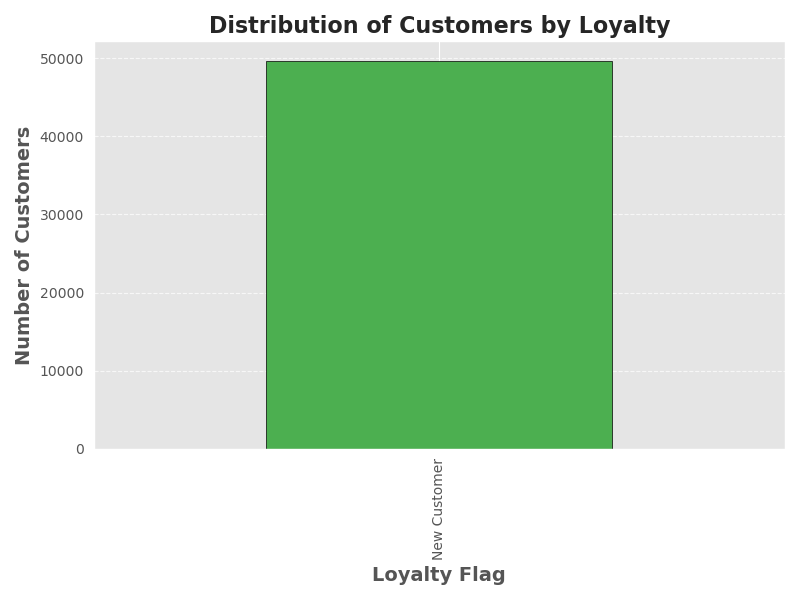 Distribution of Customers by Loyalty
Number of Customers
50000
40000
30000
20000
10000
0
New Customer
Loyalty Flag